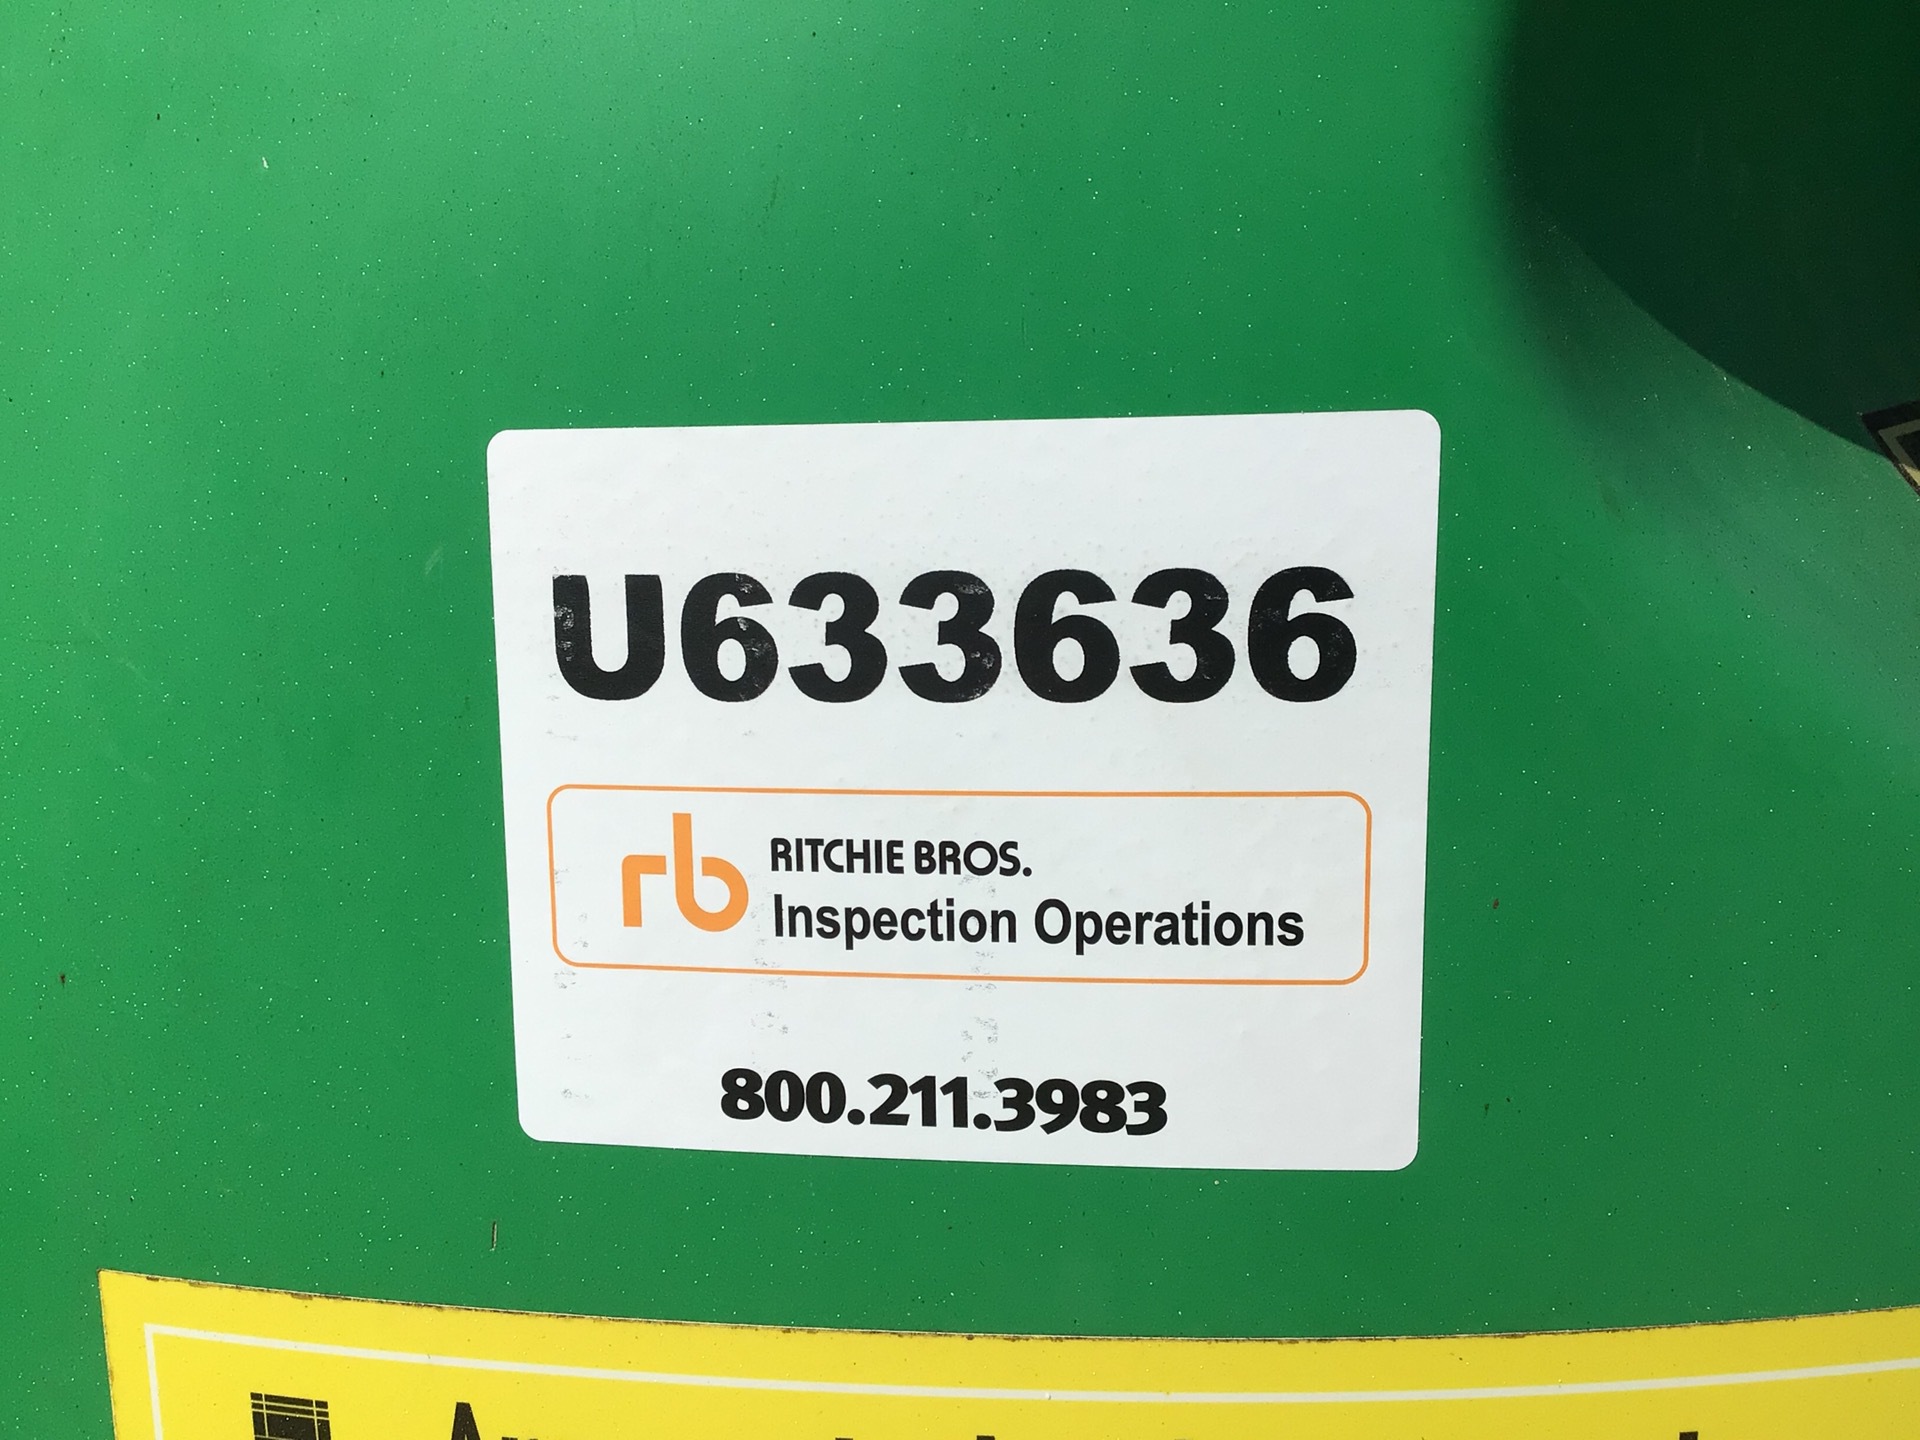 U633636
rb RITCHIE BROS.
Inspection Operations
800.211.3983